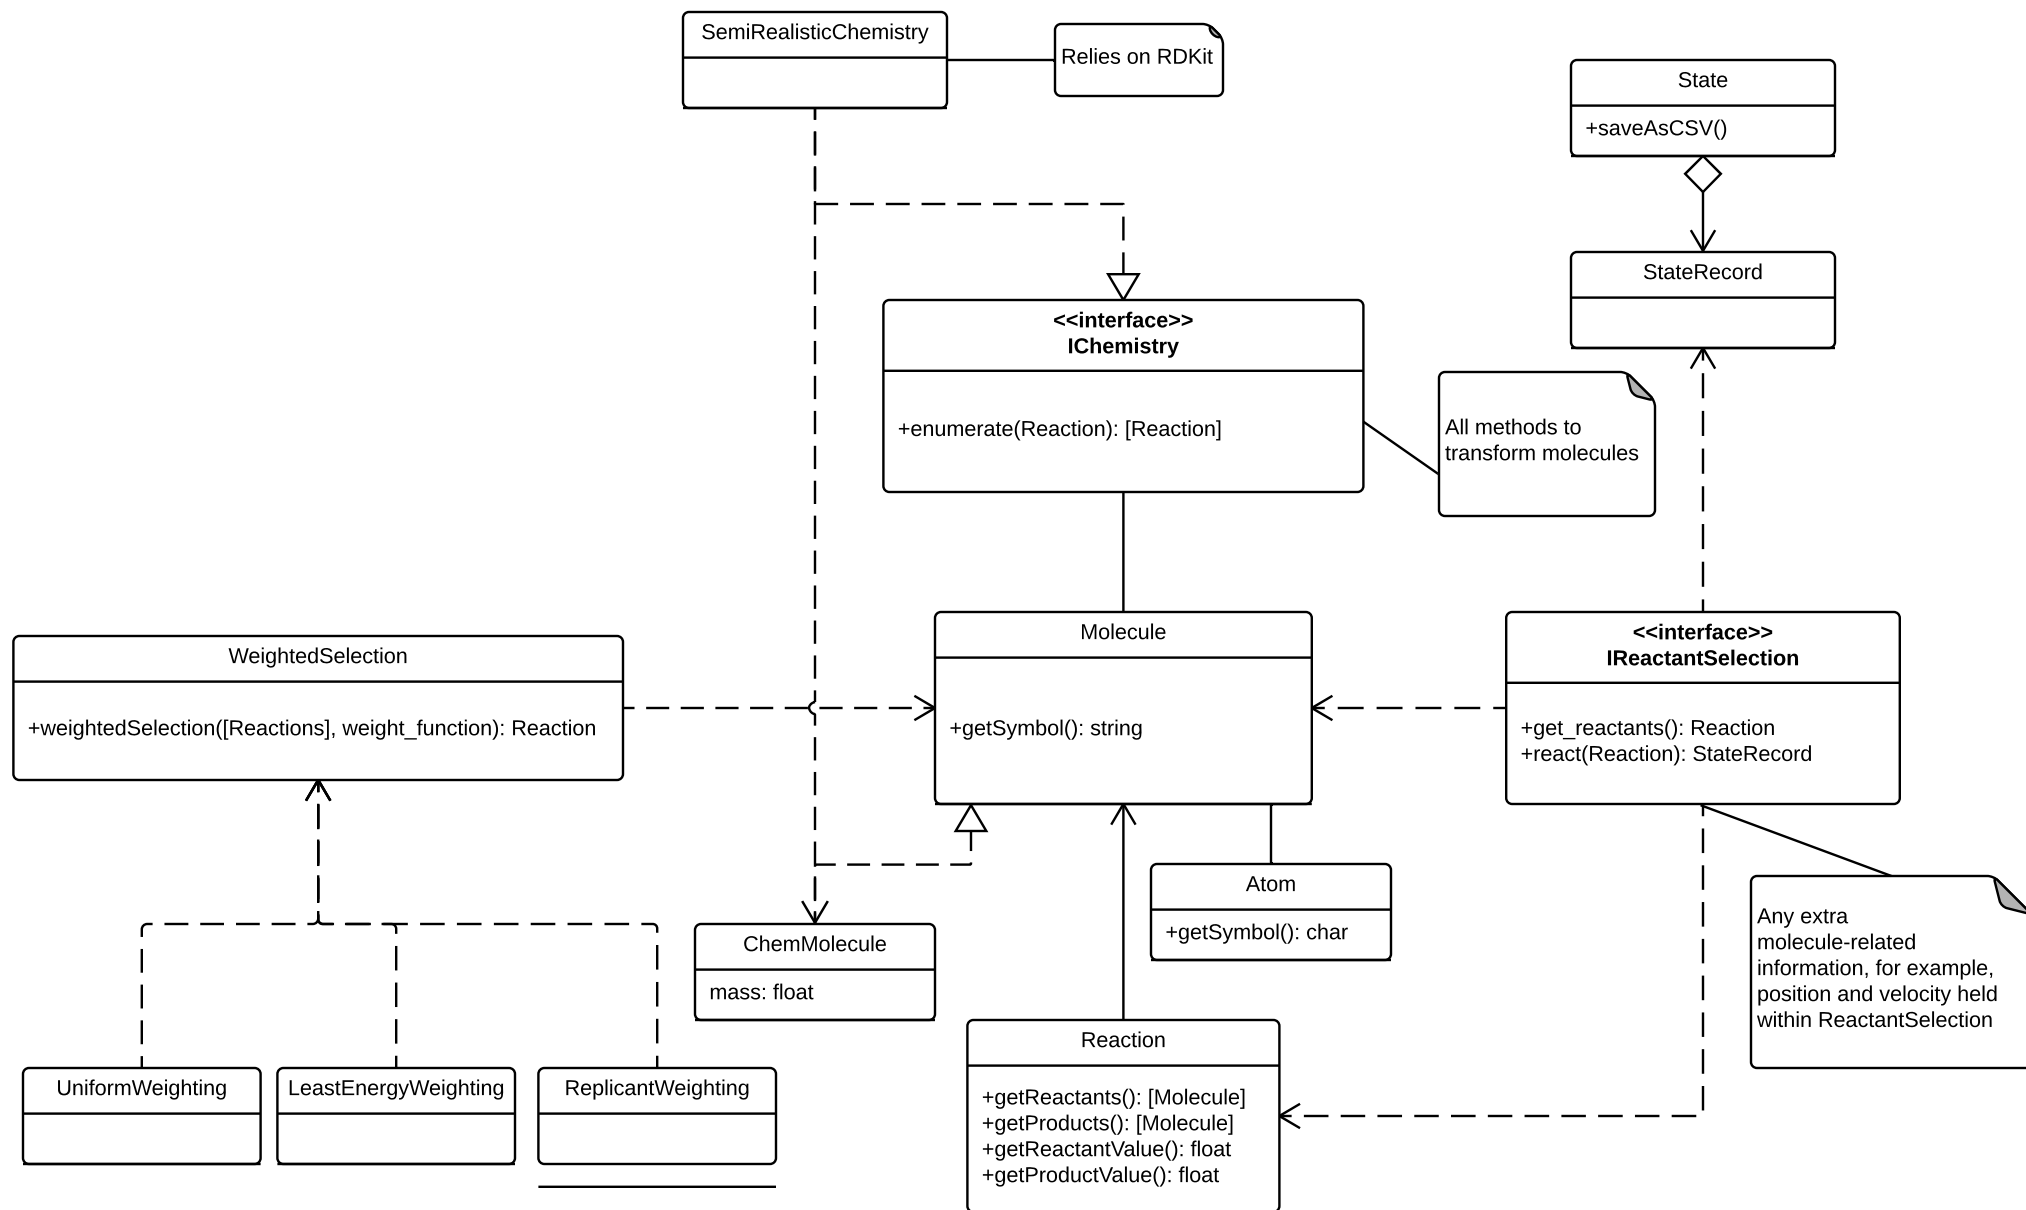 SemiRealisticChemistry
Relies on RDKit
State
+saveAsCSV()
StateRecord
<<interface>>
IChemistry
+enumerate(Reaction): [Reaction]
All methods to
transform molecules
WeightedSelection
+weightedSelection([Reactions], weight_function): Reaction
Molecule
+getSymbol(): string
<<interface>>
IReactantSelection
+get_reactants(): Reaction
+react(Reaction): StateRecord
Atom
+getSymbol(): char
Any extra
molecule-related
information, for example,
position and velocity held
within ReactantSelection
ChemMolecule
mass: float
UniformWeighting
LeastEnergyWeighting
ReplicantWeighting
Reaction
+getReactants(): [Molecule]
+getProducts(): [Molecule]
+getReactantValue(): float
+getProductValue(): float